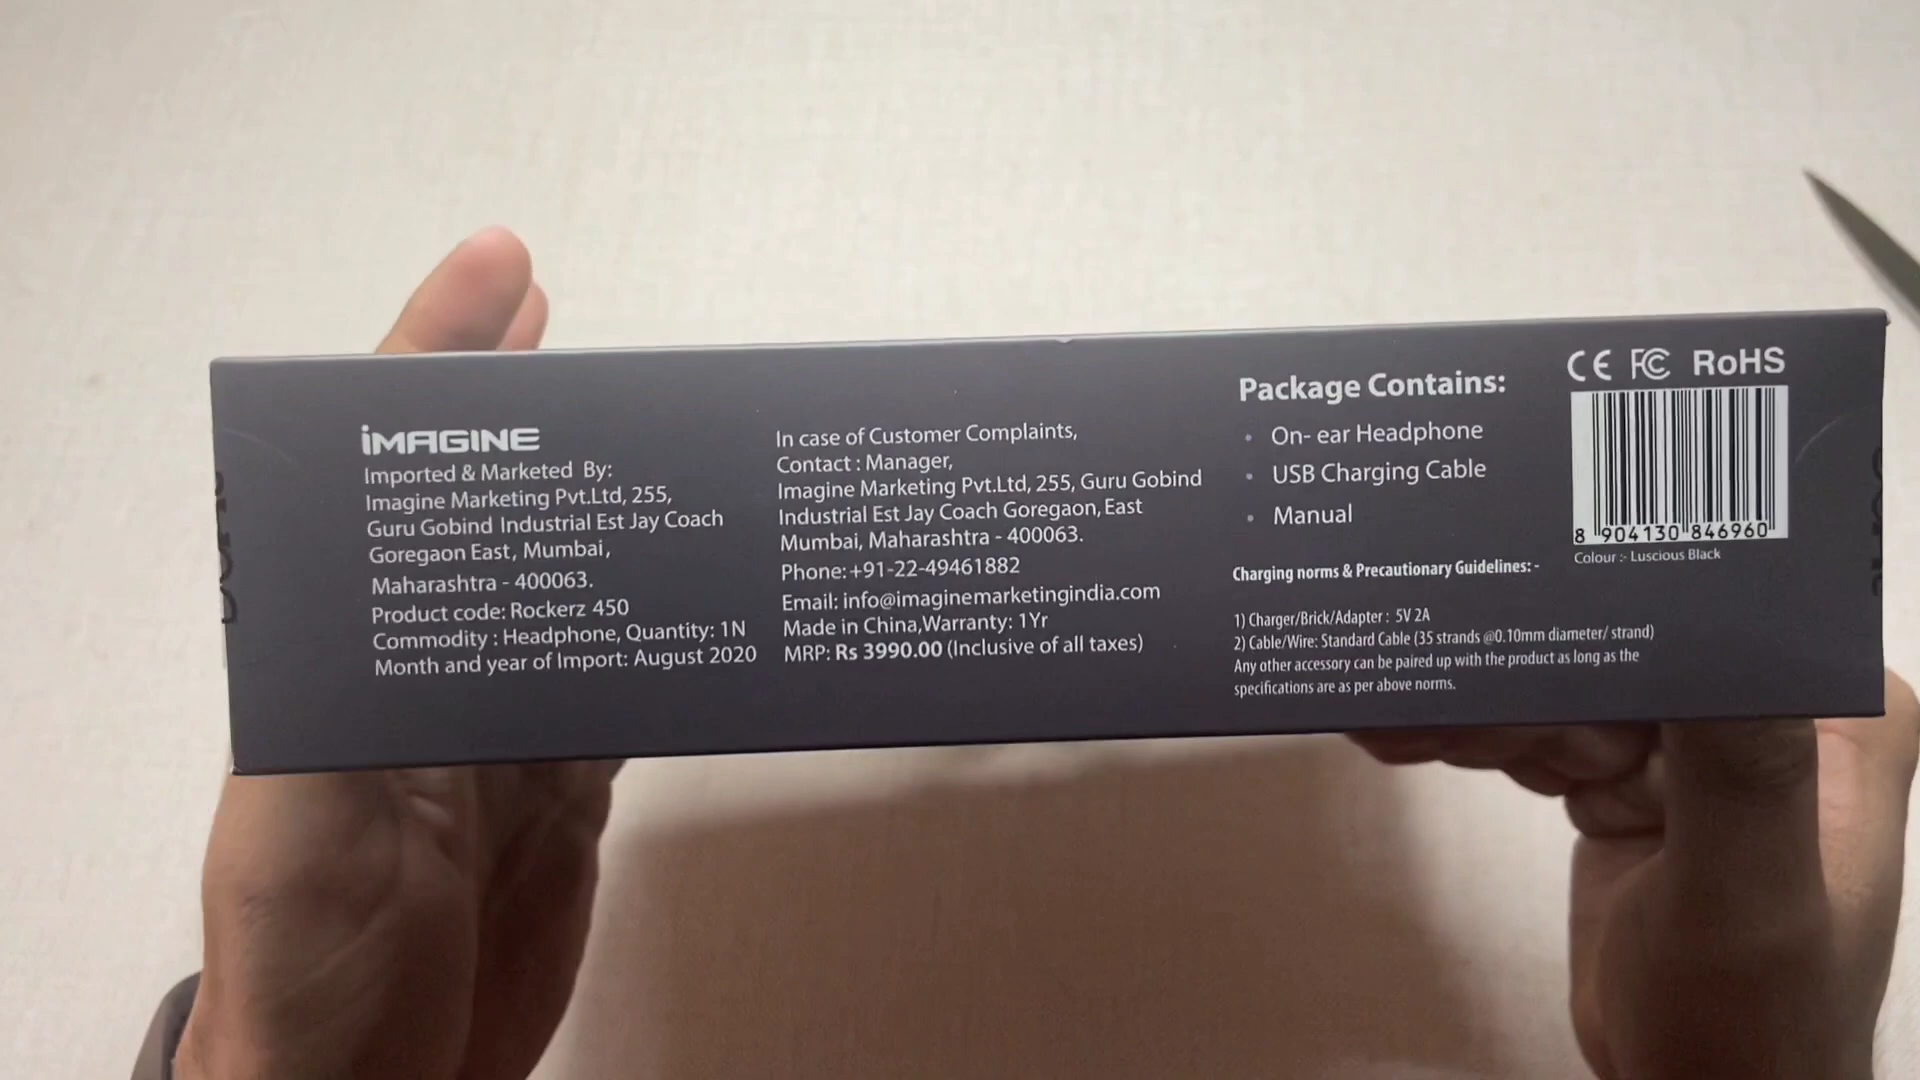 iMAGINE
Imported & Marketed By:
Imagine Marketing Pvt.Ltd, 255,
Guru Gobind Industrial Est Jay Coach
Goregaon East, Mumbai,
Maharashtra - 400063.
Product code: Rockerz 450
Commodity : Headphone, Quantity: 1N
Month and year of Import: August 2020
In case of Customer Complaints,
Contact : Manager,
Imagine Marketing Pvt.Ltd, 255, Guru Gobind
Industrial Est Jay Coach Goregaon, East
Mumbai, Maharashtra - 400063.
Phone: +91-22-49461882
Email: info@imaginemarketingindia.com
Made in China,Warranty: 1Yr
MRP: Rs 3990.00 (Inclusive of all taxes)
Package Contains:
• On- ear Headphone
• USB Charging Cable
• Manual
Charging norms & Precautionary Guidelines: -
1) Charger/Brick/Adapter : 5V 2A
2) Cable/Wire: Standard Cable (35 strands @0.10mm diameter/ strand)
Any other accessory can be paired up with the product as long as the
specifications are as per above norms.
CE FC RoHS
8 904130 846960
Colour :- Luscious Black